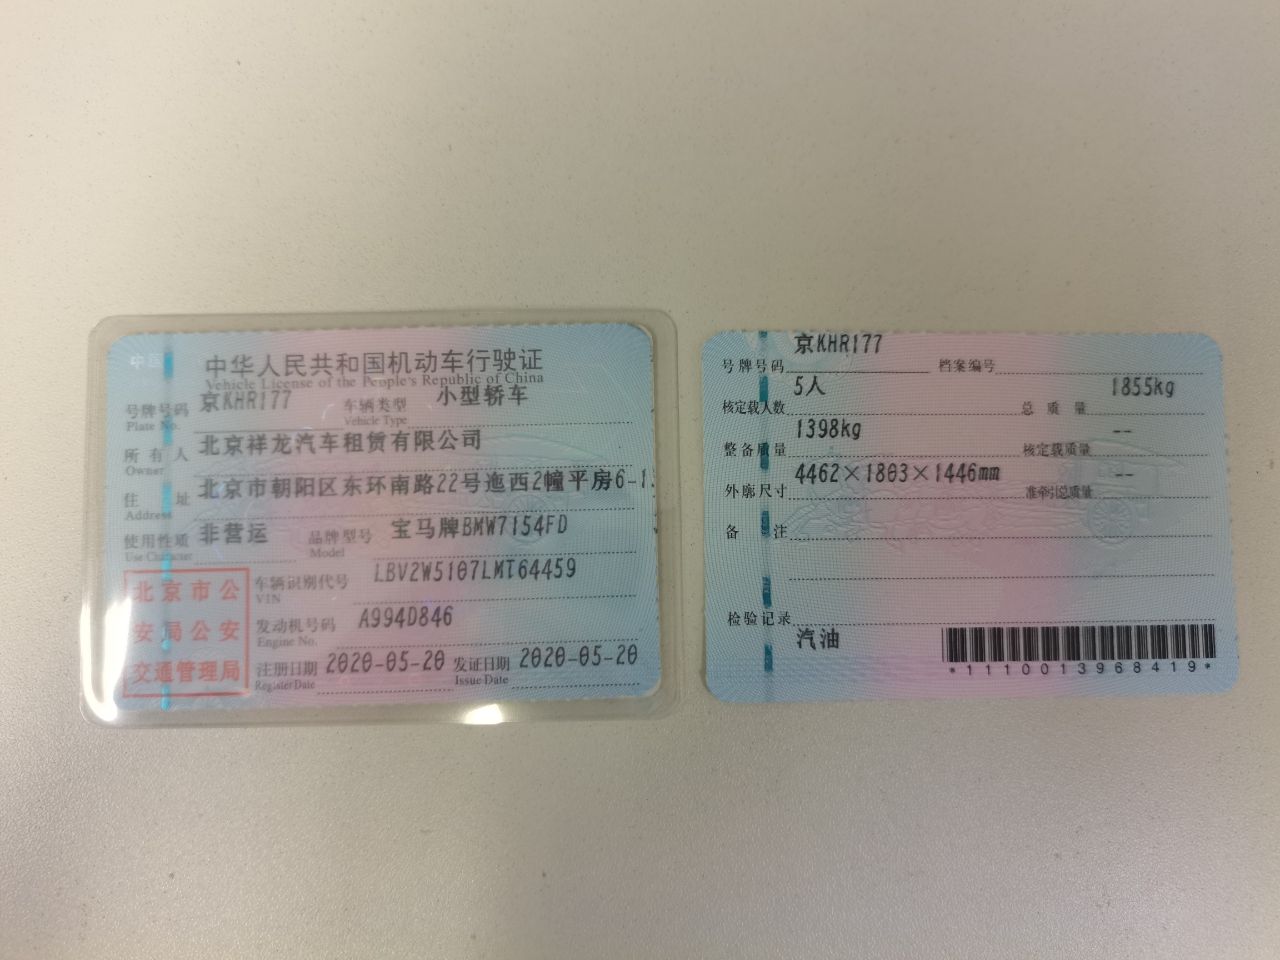 中华人民共和国机动车行驶证
Vehicle License of the People's Republic of China
号牌号码 京KHR177 车辆类型 小型轿车
Plate No. Vehicle Type
所有人 北京祥龙汽车租赁有限公司
Owner
住址 北京市朝阳区东环南路22号迤西2幢平房6-1
Address
使用性质 非营运 品牌型号 宝马牌BMW7154FD
Use Character Model
北京市公
安局公安
交通管理局
车辆识别代号 LBV2W5107LMT64459
VIN
发动机号码 A994D846
Engine No.
注册日期 2020-05-20 发证日期 2020-05-20
Register Date Issue Date
号牌号码 京KHR177 档案编号
核定载人数 5人 总质量 1855kg
整备质量 1398kg 核定载质量 --
外廓尺寸 4462×1803×1446mm 准牵引总质量 --
备注
检验记录
汽油
*1110013968419*